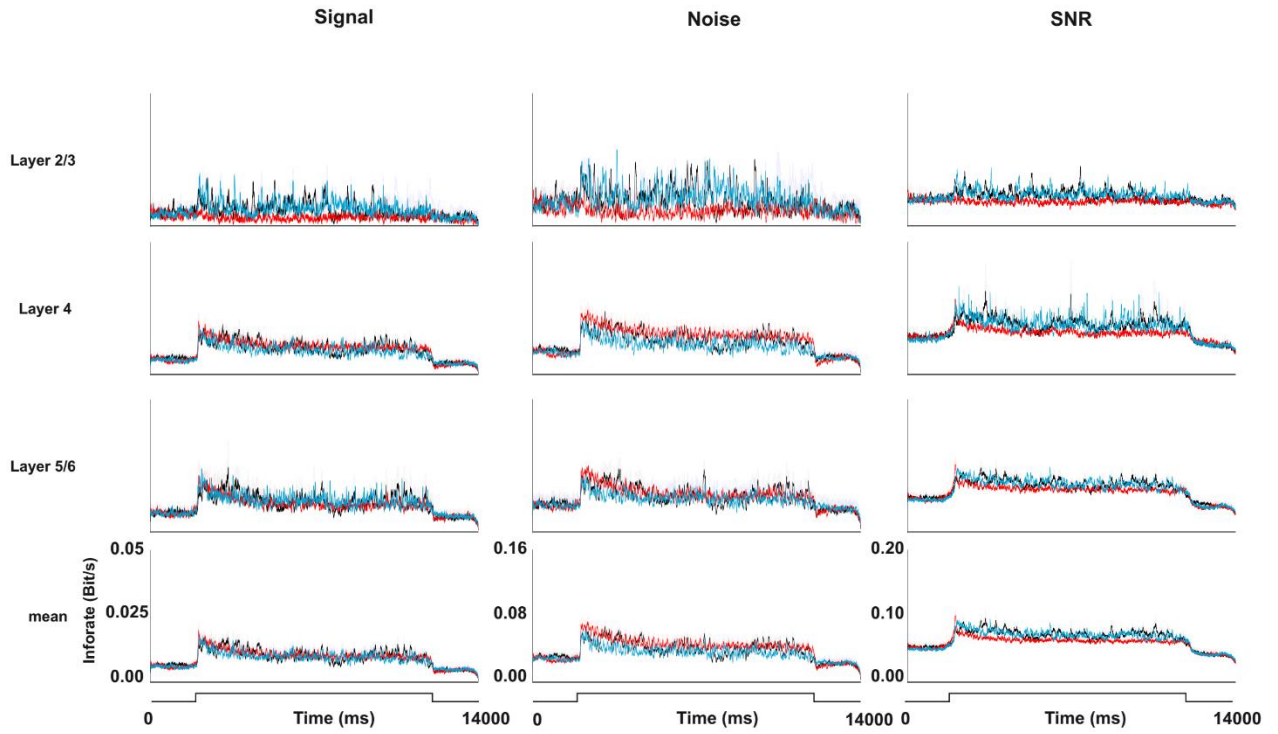 Signal Noise SNR
Layer 2/3
Layer 4
Layer 5/6
mean
Inforate (Bit/s)
0.05 0.16 0.20
0.025 0.08 0.10
0.00 0.00 0.00
0 Time (ms) 14000 0 Time (ms) 14000 0 Time (ms) 14000